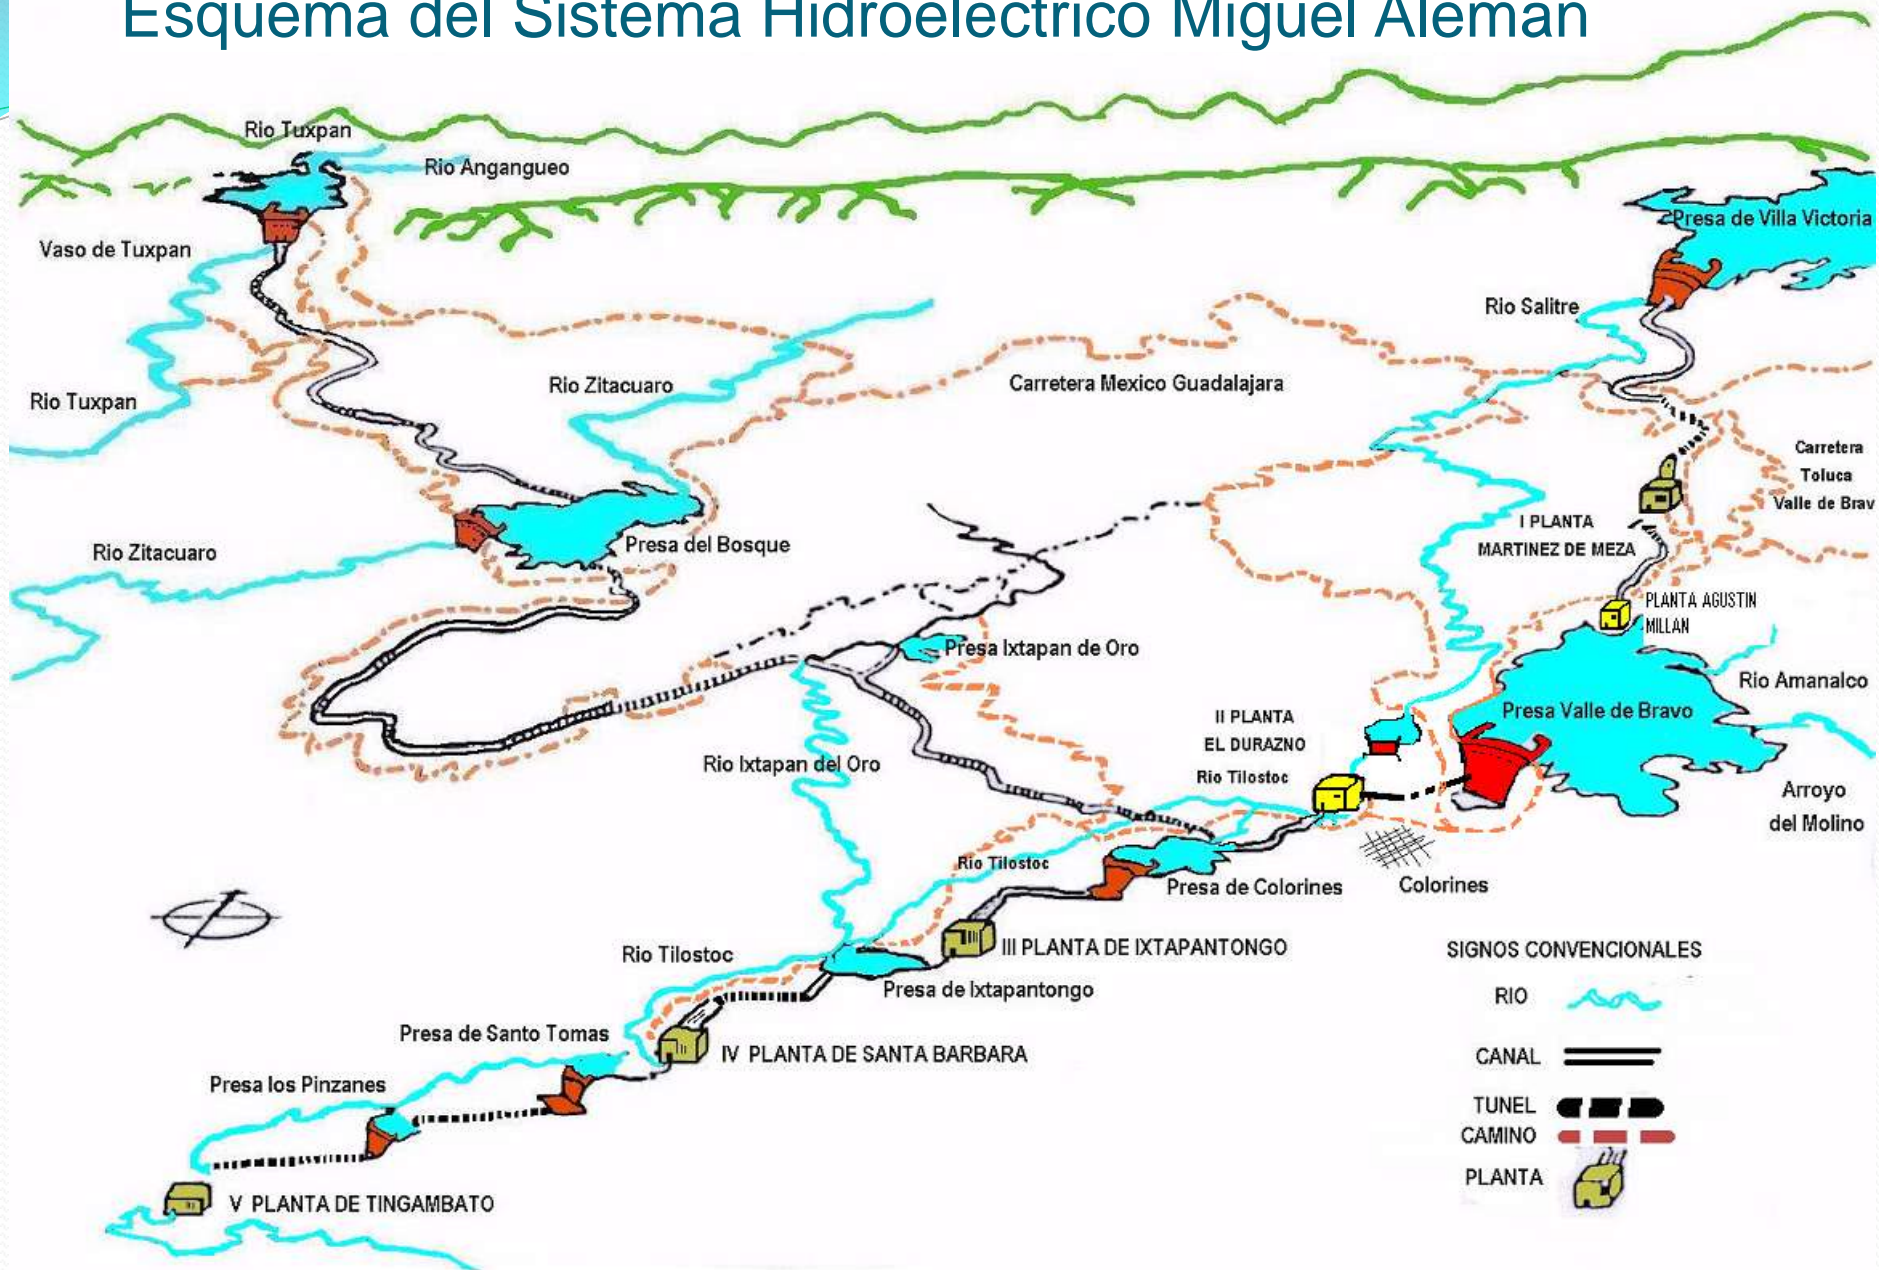 Esquema del Sistema Hidroelectrico Miguel Aleman
Rio Tuxpan
Rio Angangueo
Vaso de Tuxpan
Presa de Villa Victoria
Rio Salitre
Rio Tuxpan
Rio Zitacuaro
Carretera Mexico Guadalajara
Carretera
Toluca
Valle de Brav
I PLANTA
MARTINEZ DE MEZA
Rio Zitacuaro
Presa del Bosque
PLANTA AGUSTIN
MILLAN
Presa Ixtapan de Oro
Rio Amanalco
Presa Valle de Bravo
II PLANTA
EL DURAZNO
Rio Tilostoc
Rio Ixtapan del Oro
Arroyo
del Molino
Rio Tilostoc
Presa de Colorines
Colorines
III PLANTA DE IXTAPANTONGO
Rio Tilostoc
Presa de Ixtapantongo
Presa de Santo Tomas
IV PLANTA DE SANTA BARBARA
Presa los Pinzanes
V PLANTA DE TINGAMBATO
SIGNOS CONVENCIONALES
RIO
CANAL
TUNEL
CAMINO
PLANTA